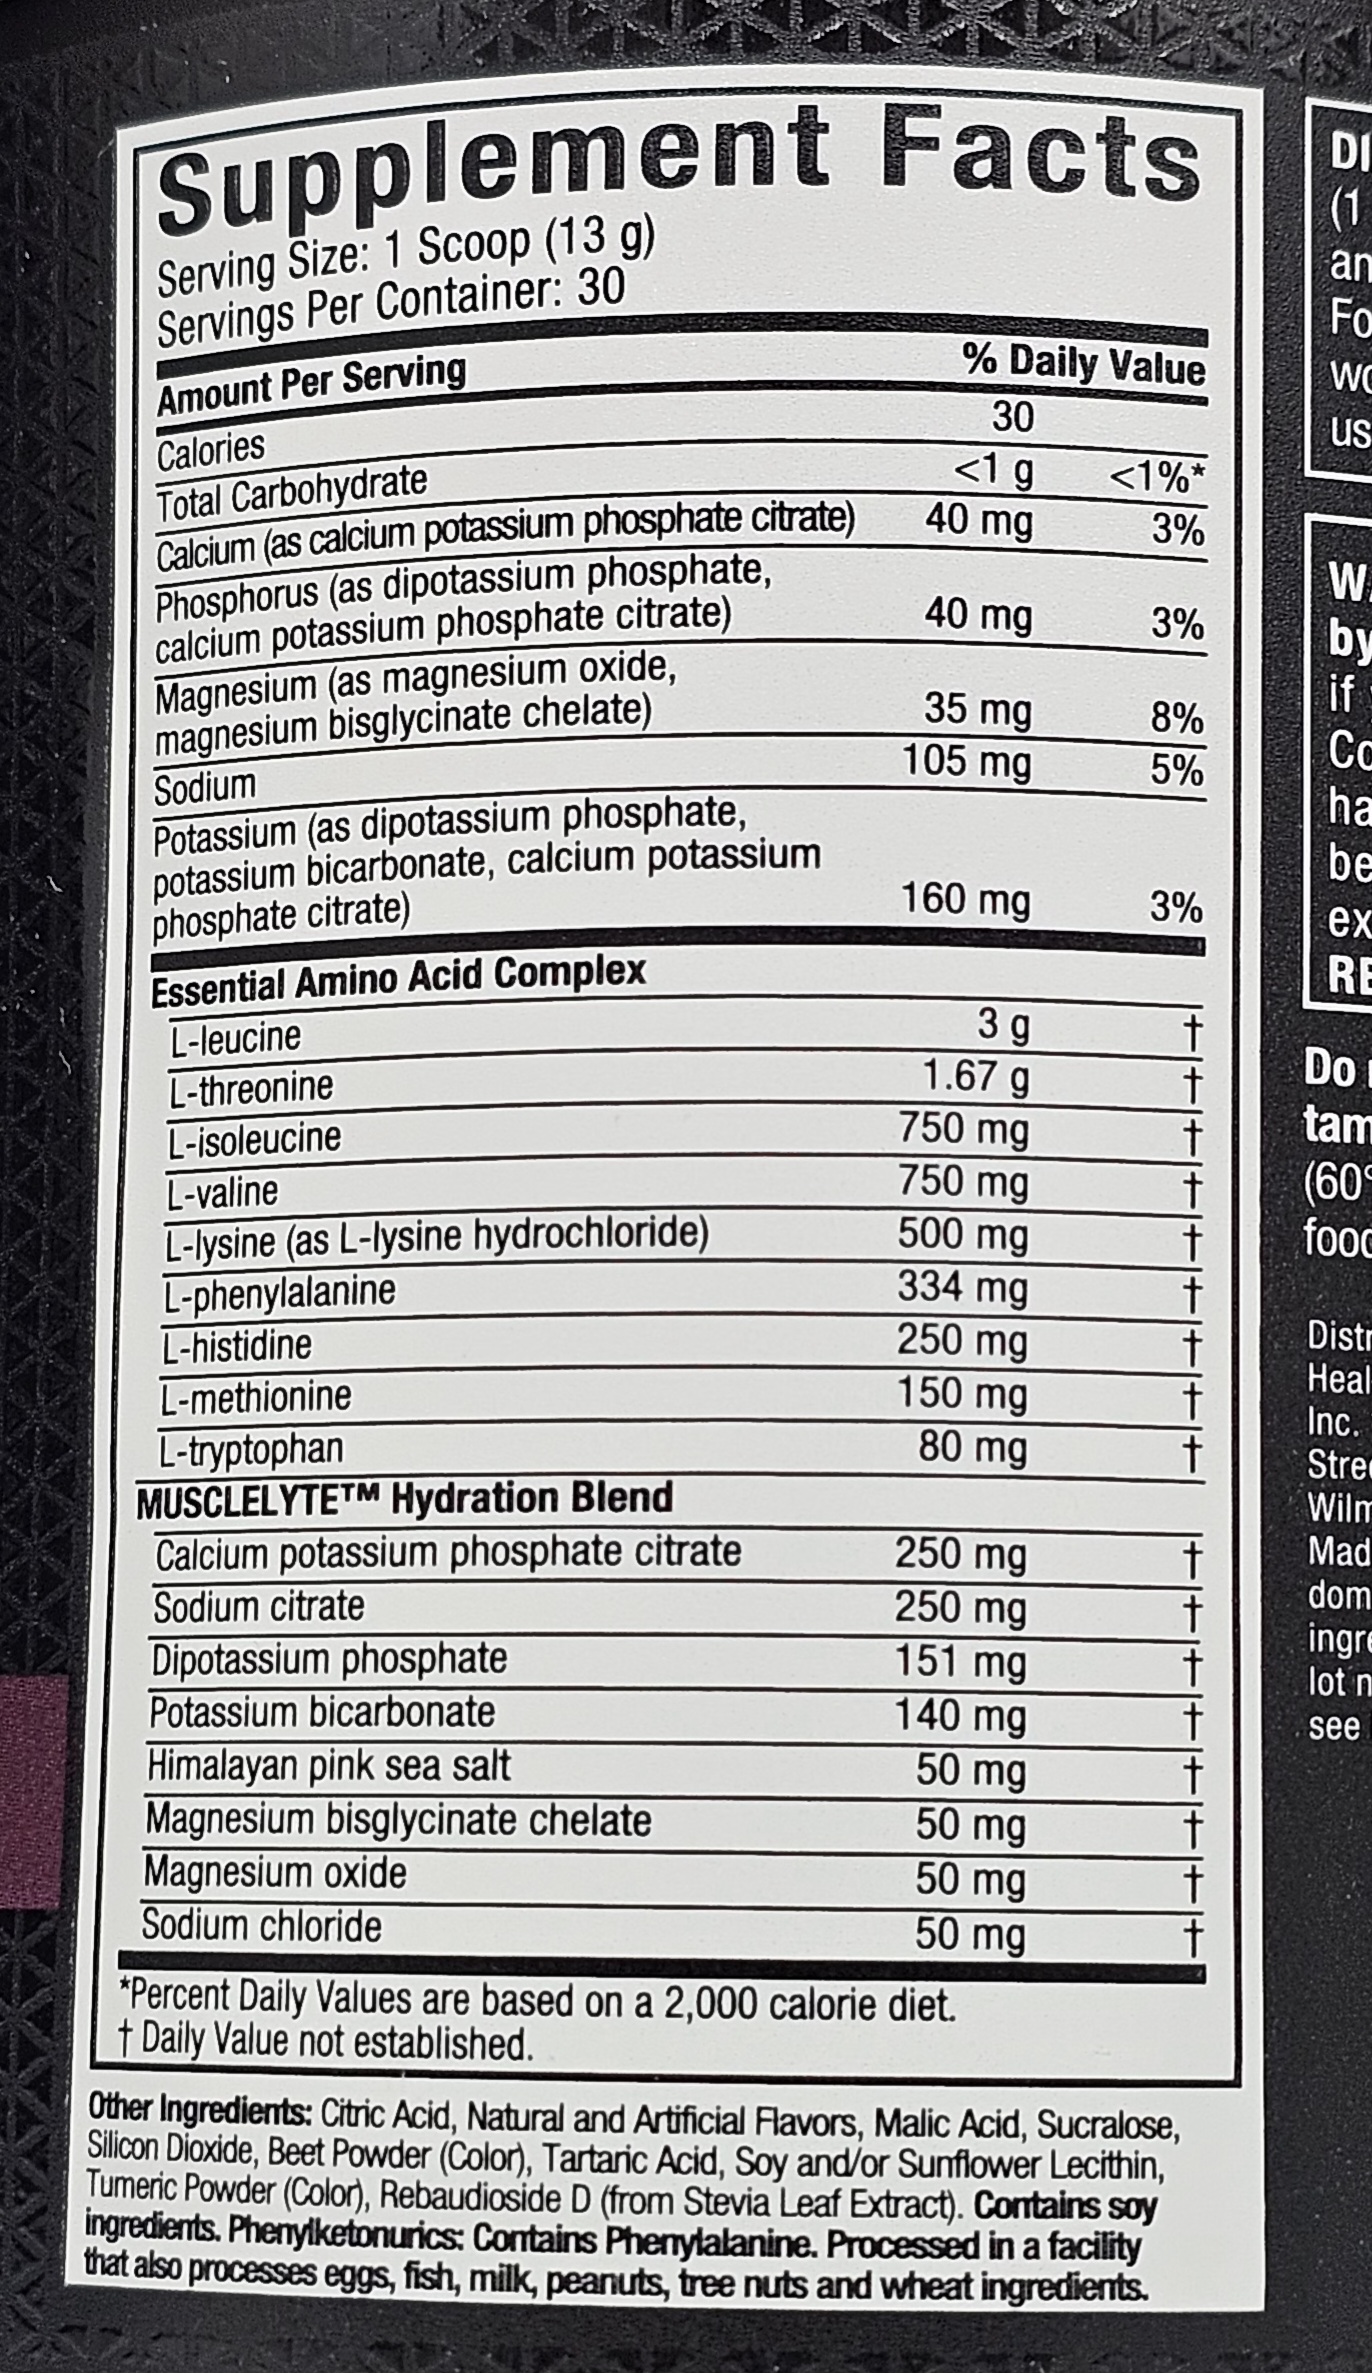 Supplement Facts
Serving Size: 1 Scoop (13 g)
Servings Per Container: 30
Amount Per Serving % Daily Value
Calories 30
Total Carbohydrate <1 g <1%*
Calcium (as calcium potassium phosphate citrate) 40 mg 3%
Phosphorus (as dipotassium phosphate,
calcium potassium phosphate citrate) 40 mg 3%
Magnesium (as magnesium oxide,
magnesium bisglycinate chelate) 35 mg 8%
Sodium 105 mg 5%
Potassium (as dipotassium phosphate,
potassium bicarbonate, calcium potassium
phosphate citrate) 160 mg 3%
Essential Amino Acid Complex
L-leucine 3 g †
L-threonine 1.67 g †
L-isoleucine 750 mg †
L-valine 750 mg †
L-lysine (as L-lysine hydrochloride) 500 mg †
L-phenylalanine 334 mg †
L-histidine 250 mg †
L-methionine 150 mg †
L-tryptophan 80 mg †
MUSCLELYTE™ Hydration Blend
Calcium potassium phosphate citrate 250 mg †
Sodium citrate 250 mg †
Dipotassium phosphate 151 mg †
Potassium bicarbonate 140 mg †
Himalayan pink sea salt 50 mg †
Magnesium bisglycinate chelate 50 mg †
Magnesium oxide 50 mg †
Sodium chloride 50 mg †
*Percent Daily Values are based on a 2,000 calorie diet.
† Daily Value not established.
Other Ingredients: Citric Acid, Natural and Artificial Flavors, Malic Acid, Sucralose,
Silicon Dioxide, Beet Powder (Color), Tartaric Acid, Soy and/or Sunflower Lecithin,
Tumeric Powder (Color), Rebaudioside D (from Stevia Leaf Extract). Contains soy
ingredients. Phenylketonurics: Contains Phenylalanine. Processed in a facility
that also processes eggs, fish, milk, peanuts, tree nuts and wheat ingredients.
(1
by
if
Do
(60°
Inc.
lot
see